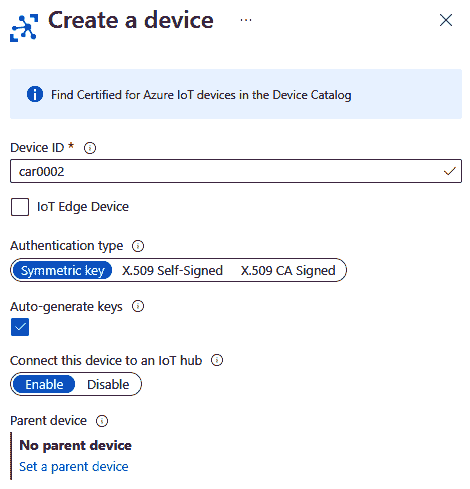 Create a device ...
Find Certified for Azure IoT devices in the Device Catalog
Device ID *
car0002
IoT Edge Device
Authentication type
Symmetric key X.509 Self-Signed X.509 CA Signed
Auto-generate keys
Connect this device to an IoT hub
Enable Disable
Parent device
No parent device
Set a parent device